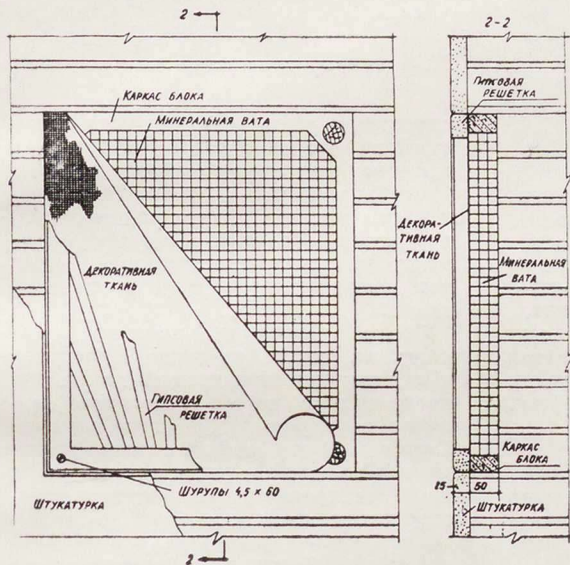 2
2-2
КАРКАС БЛОКА
МИНЕРАЛЬНАЯ ВАТА
ГИПСОВАЯ
РЕШЕТКА
ДЕКОРАТИВНАЯ
ТКАНЬ
ДЕКОРА-
ТИВНАЯ
ТКАНЬ
МИНЕРАЛЬНАЯ
ВАТА
ГИПСОВАЯ
РЕШЕТКА
КАРКАС
БЛОКА
ШУРУПЫ 4,5 × 60
25
50
ШТУКАТУРКА
ШТУКАТУРКА
2